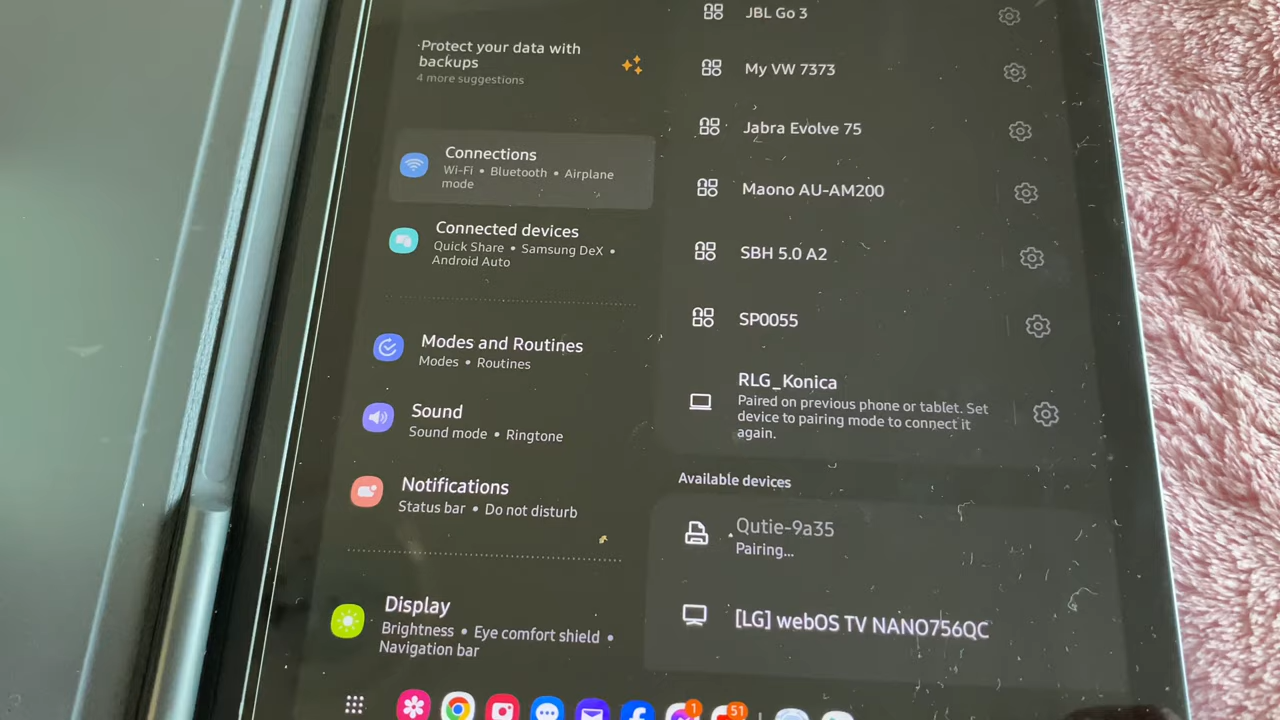 Protect your data with
backups
4 more suggestions
Connections
Wi-Fi • Bluetooth • Airplane
mode
Connected devices
Quick Share • Samsung DeX •
Android Auto
Modes and Routines
Modes • Routines
Sound
Sound mode • Ringtone
Notifications
Status bar • Do not disturb
Display
Brightness • Eye comfort shield •
Navigation bar
JBL Go 3
My VW 7373
Jabra Evolve 75
Maono AU-AM200
SBH 5.0 A2
SP0055
RLG_Konica
Paired on previous phone or tablet. Set
device to pairing mode to connect it
again.
Available devices
Qutie-9a35
Pairing...
[LG] webOS TV NANO756QC
1
51